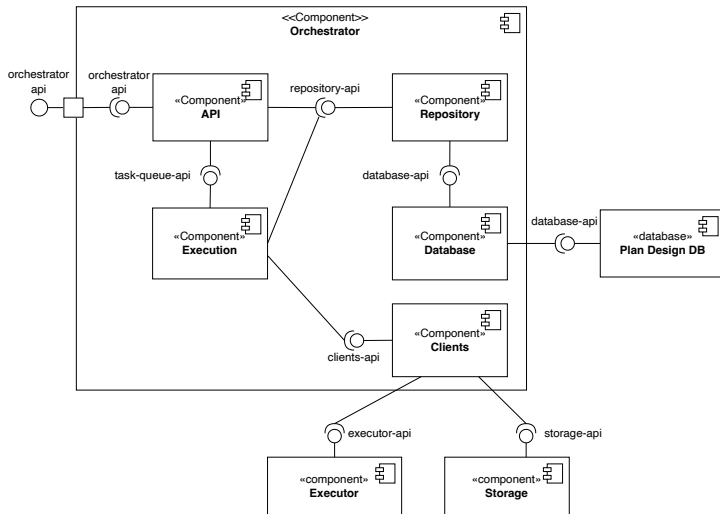 <<Component>>
Orchestrator
orchestrator
api
orchestrator
api
«Component»
API
repository-api
«Component»
Repository
task-queue-api
database-api
«Component»
Execution
«Component»
Database
database-api
«database»
Plan Design DB
clients-api
«Component»
Clients
executor-api
storage-api
«component»
Executor
«component»
Storage